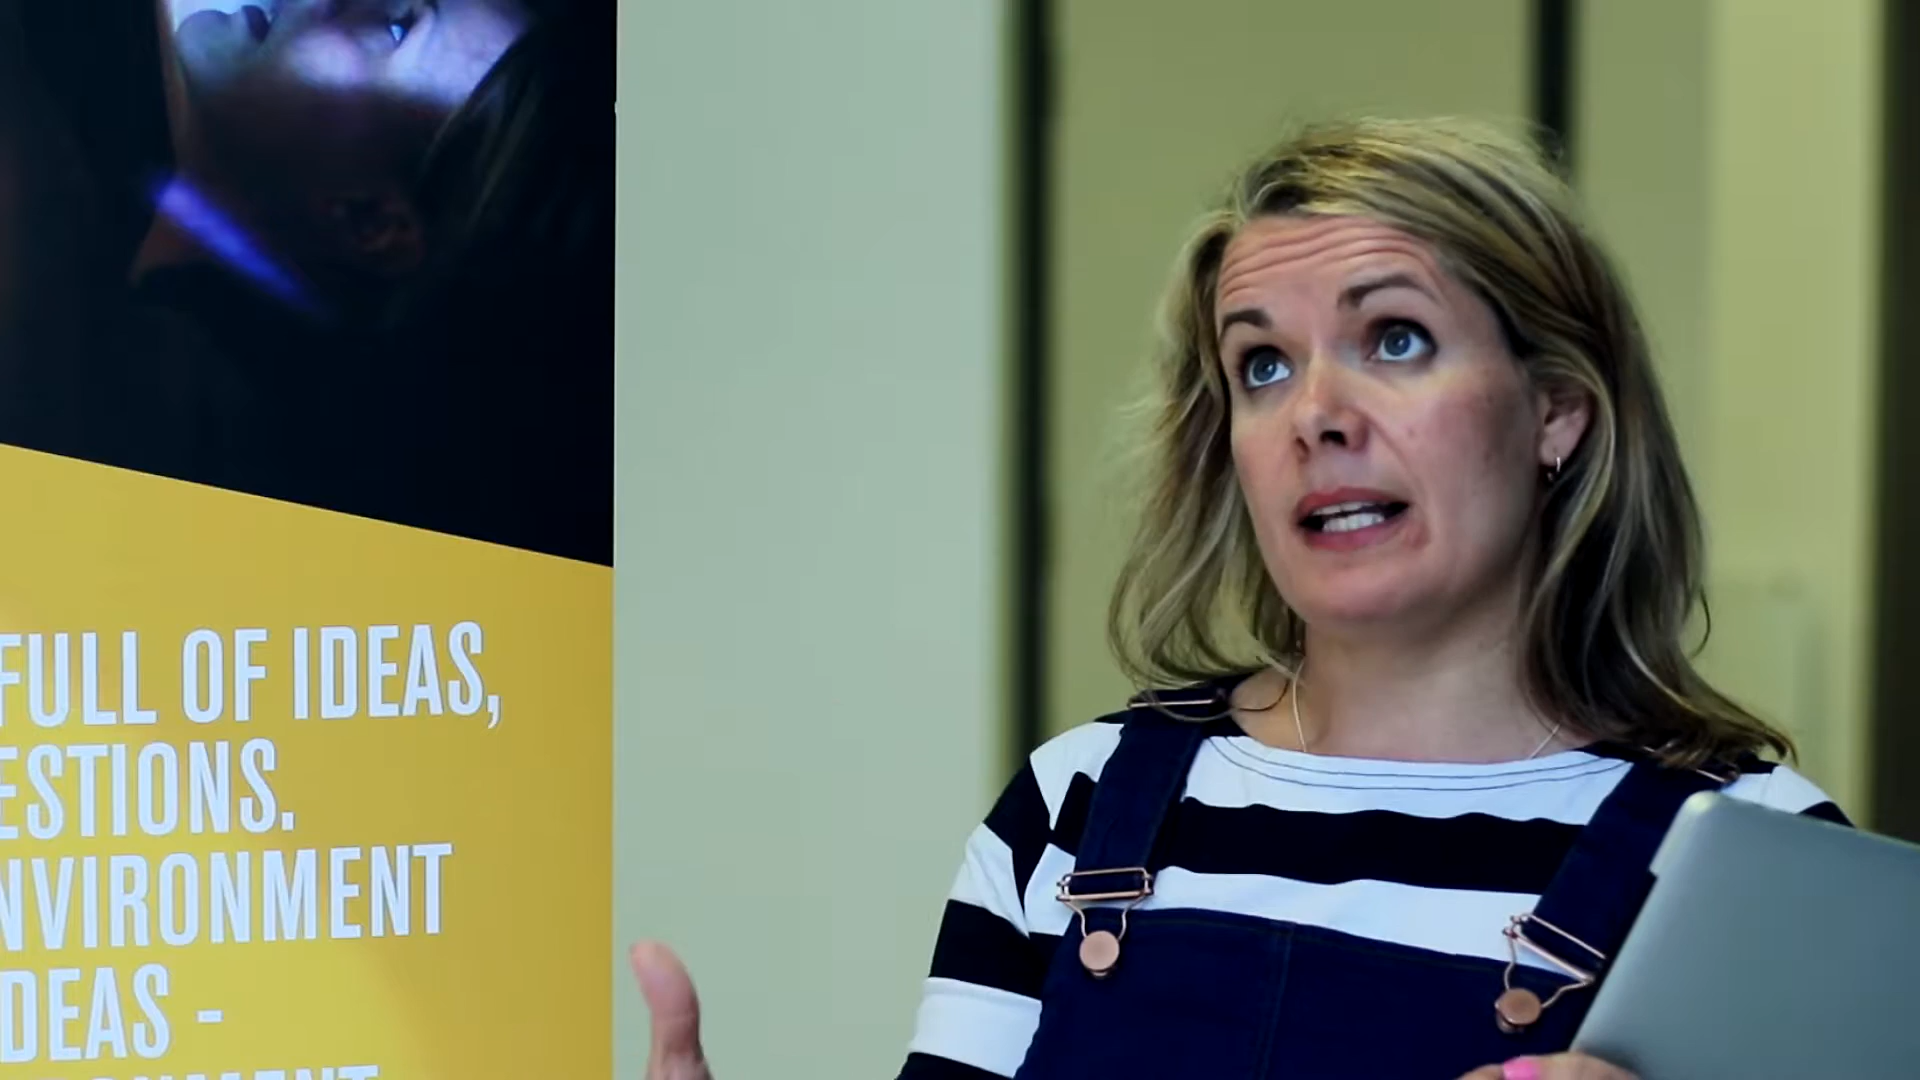 FULL OF IDEAS,
ESTIONS.
NVIRONMENT
DEAS -